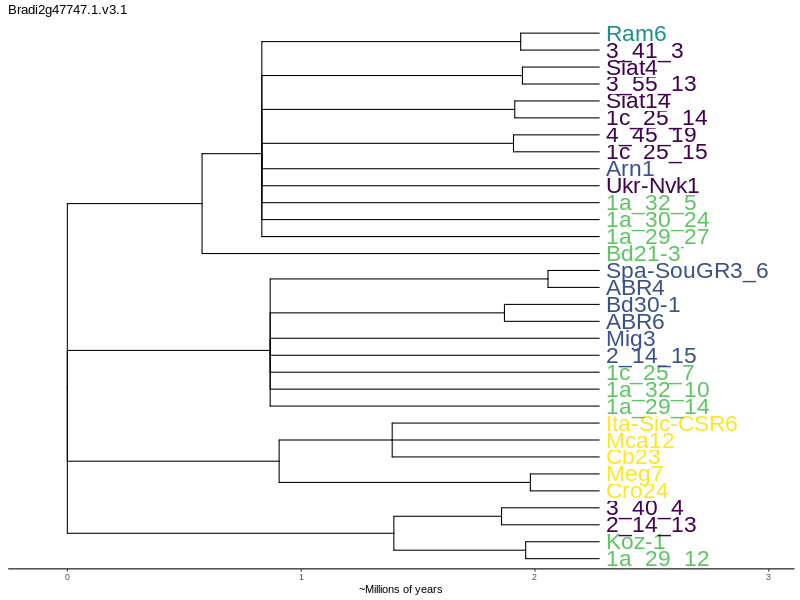 Bradi2g47747.1.v3.1
Ram6
3_41_3
Siat4
3_55_13
Siat14
1c_25_14
4_45_19
1c_25_15
Arn1
Ukr-Nvk1
1a_32_5
1a_30_24
1a_29_27
Bd21-3
Spa-SouGR3_6
ABR4
Bd30-1
ABR6
Mig3
2_14_15
1c_25_7
1a_32_10
1a_29_14
Ita-Sic-CSR6
Mca12
Cb23
Meg7
Cro24
3_40_4
2_14_13
Koz-1
1a_29_12
0 1 2 3
~Millions of years